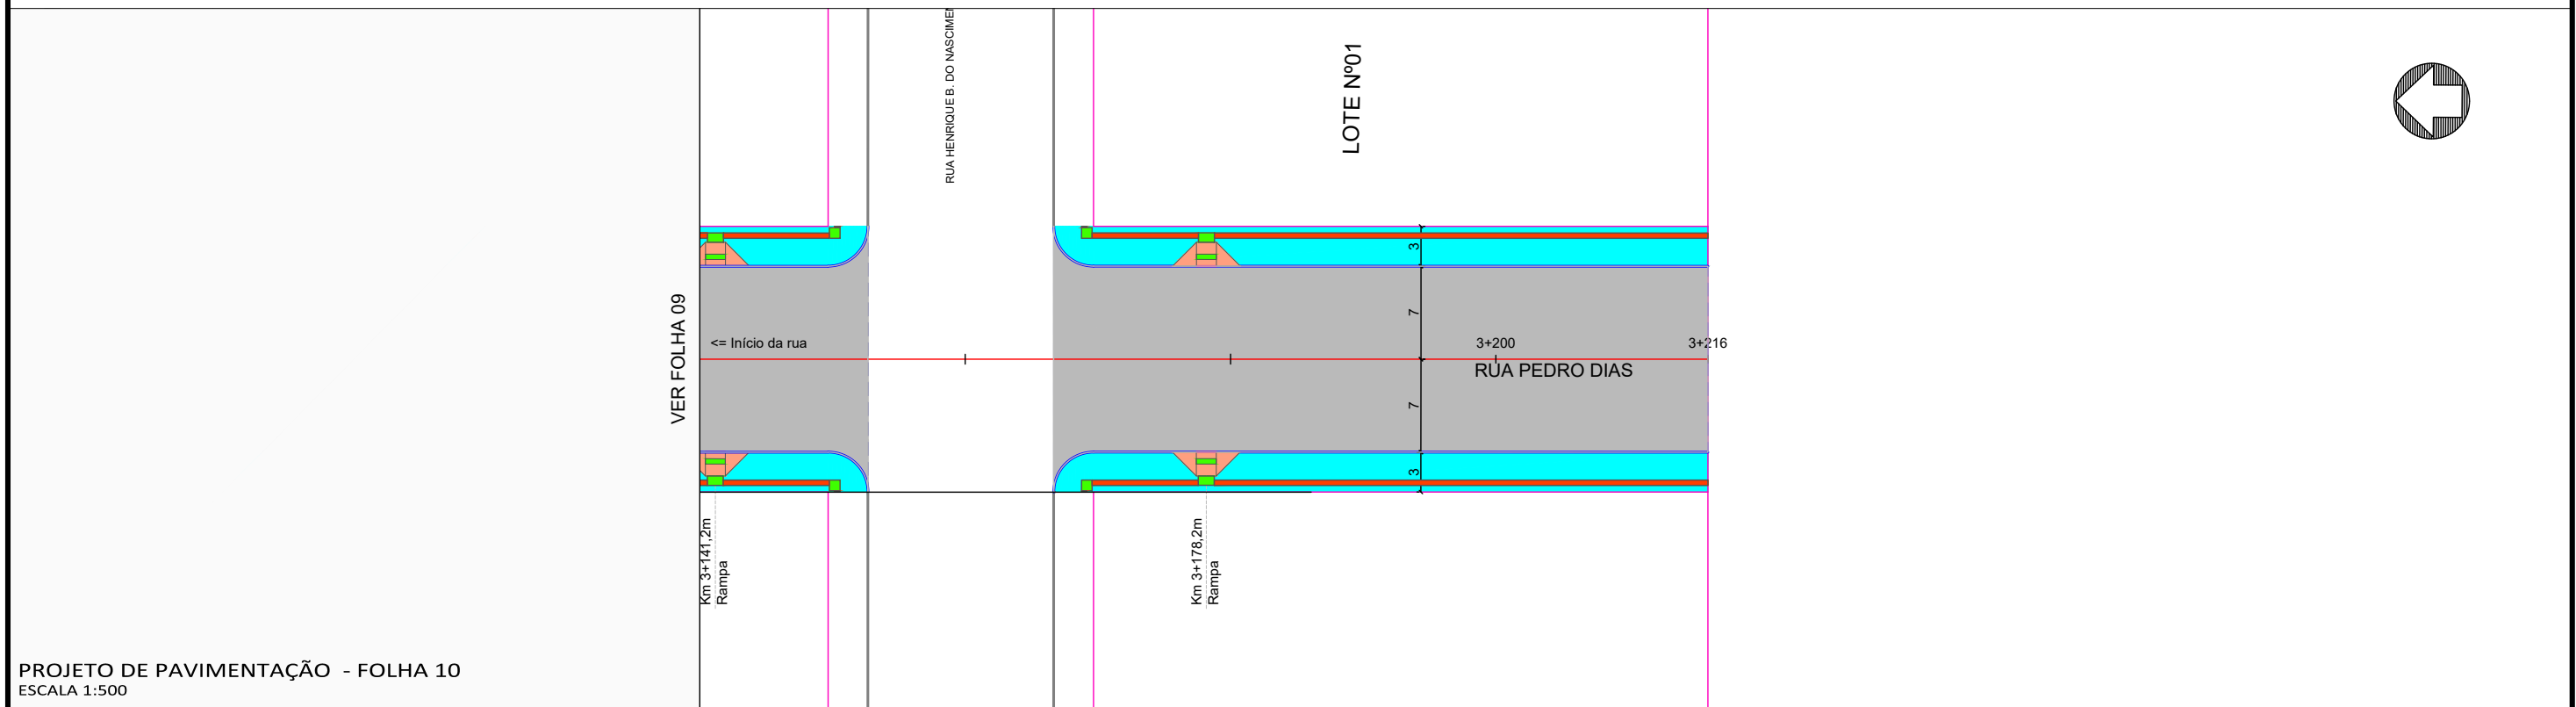 RUA HENRIQUE B. DO NASCIMEN
LOTE Nº01
3
7
VER FOLHA 09
<= Início da rua
3+200
3+216
RUA PEDRO DIAS
7
3
Km 3+141,2m
Rampa
Km 3+178,2m
Rampa
PROJETO DE PAVIMENTAÇÃO - FOLHA 10
ESCALA 1:500